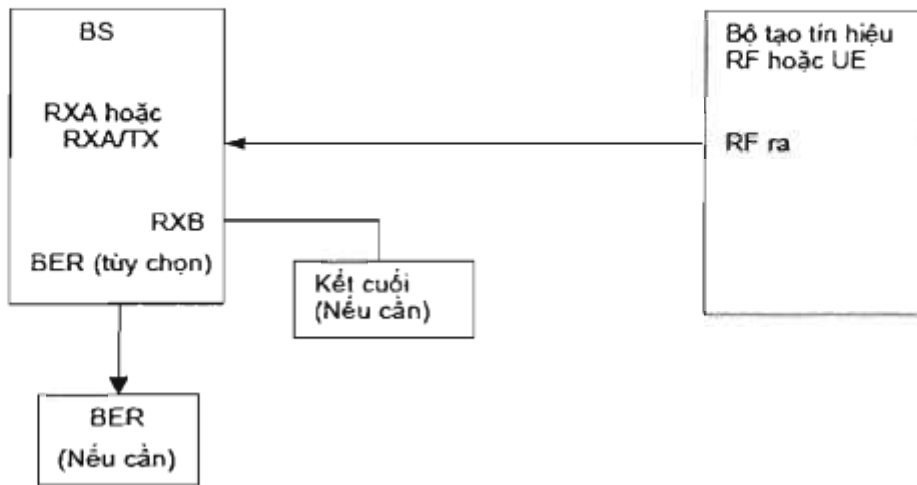 BS
RXA hoặc
RXA/TX
RXB
BER (tùy chọn)
Kết cuối
(Nếu cần)
BER
(Nếu cần)
Bộ tạo tín hiệu
RF hoặc UE
RF ra